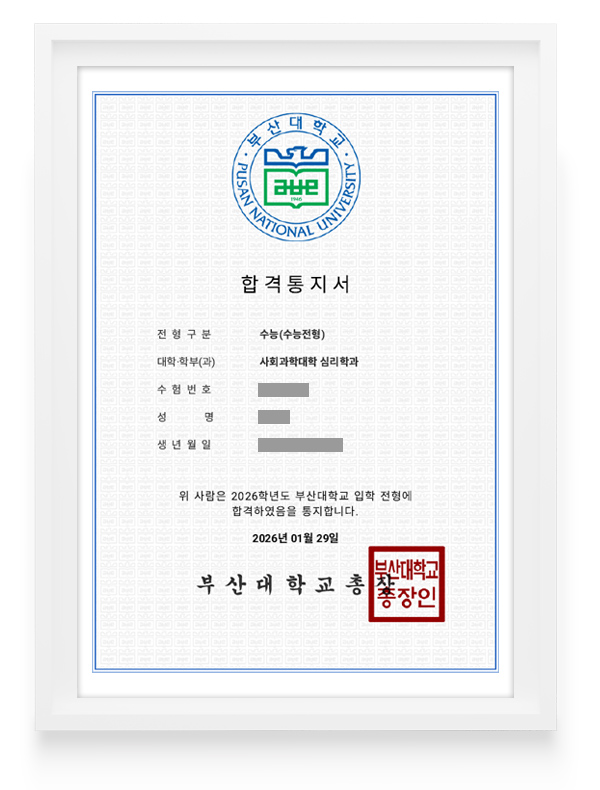 부산대학교
PUSAN NATIONAL UNIVERSITY
1946
합격통지서
전형구분 수능(수능전형)
대학·학부(과) 사회과학대학 심리학과
수험번호
성 명
생년월일
위 사람은 2026학년도 부산대학교 입학 전형에
합격하였음을 통지합니다.
2026년 01월 29일
부산대학교총장
부산대학교
총장인